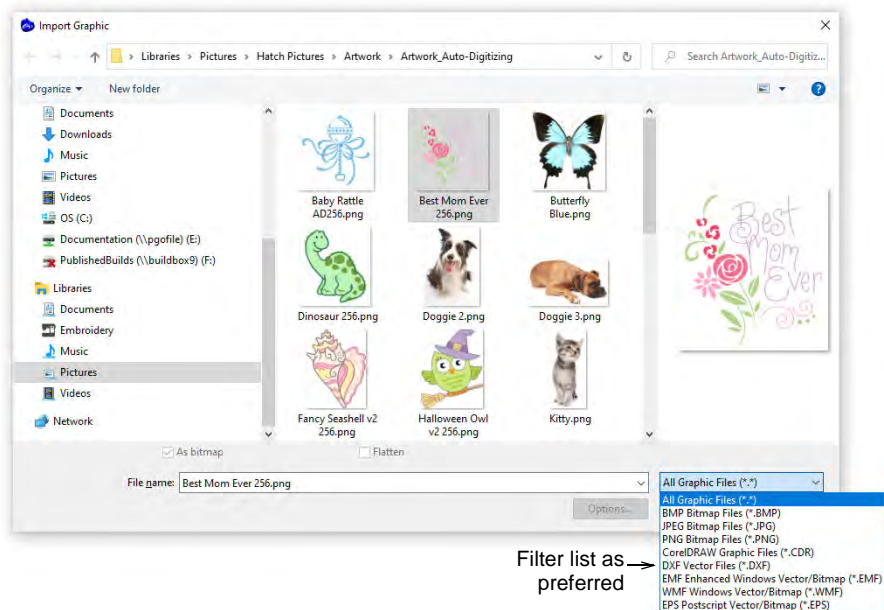 Import Graphic
Libraries > Pictures > Hatch Pictures > Artwork > Artwork_Auto-Digitizing
Search Artwork_Auto-Digitiz...
Organize
New folder
Documents
Downloads
Music
Pictures
Videos
OS (C:)
Documentation (\\pgofile) (E:)
PublishedBuilds (\\buildbox9) (F:)
Libraries
Documents
Embroidery
Music
Pictures
Videos
Network
Baby Rattle
AD256.png
Best Mom Ever
256.png
Butterfly
Blue.png
Dinosaur 256.png
Doggie 2.png
Doggie 3.png
Fancy Seashell v2
256.png
Halloween Owl
v2 256.png
Kitty.png
Best
Mom
Ever
As bitmap
Flatten
File name:
Best Mom Ever 256.png
All Graphic Files (*.*)
Options...
All Graphic Files (*.*)
BMP Bitmap Files (*.BMP)
JPEG Bitmap Files (*.JPG)
PNG Bitmap Files (*.PNG)
CorelDRAW Graphic Files (*.CDR)
DXF Vector Files (*.DXF)
EMF Enhanced Windows Vector/Bitmap (*.EMF)
WMF Windows Vector/Bitmap (*.WMF)
EPS Postscript Vector/Bitmap (*.EPS)
Filter list as
preferred